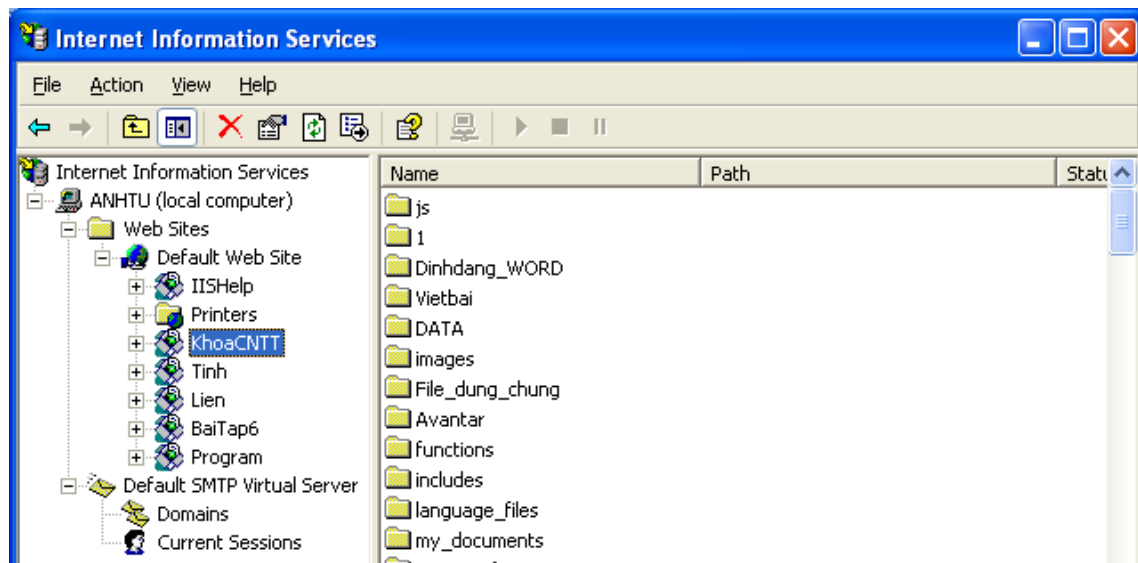 Internet Information Services
File Action View Help
Internet Information Services
ANHTU (local computer)
Web Sites
Default Web Site
IISHelp
Printers
KhoaCNTT
Tinh
Lien
BaiTap6
Program
Default SMTP Virtual Server
Domains
Current Sessions
Name Path
js
1
Dinhdang_WORD
Vietbai
DATA
images
File_dung_chung
Avantar
functions
includes
language_files
my_documents